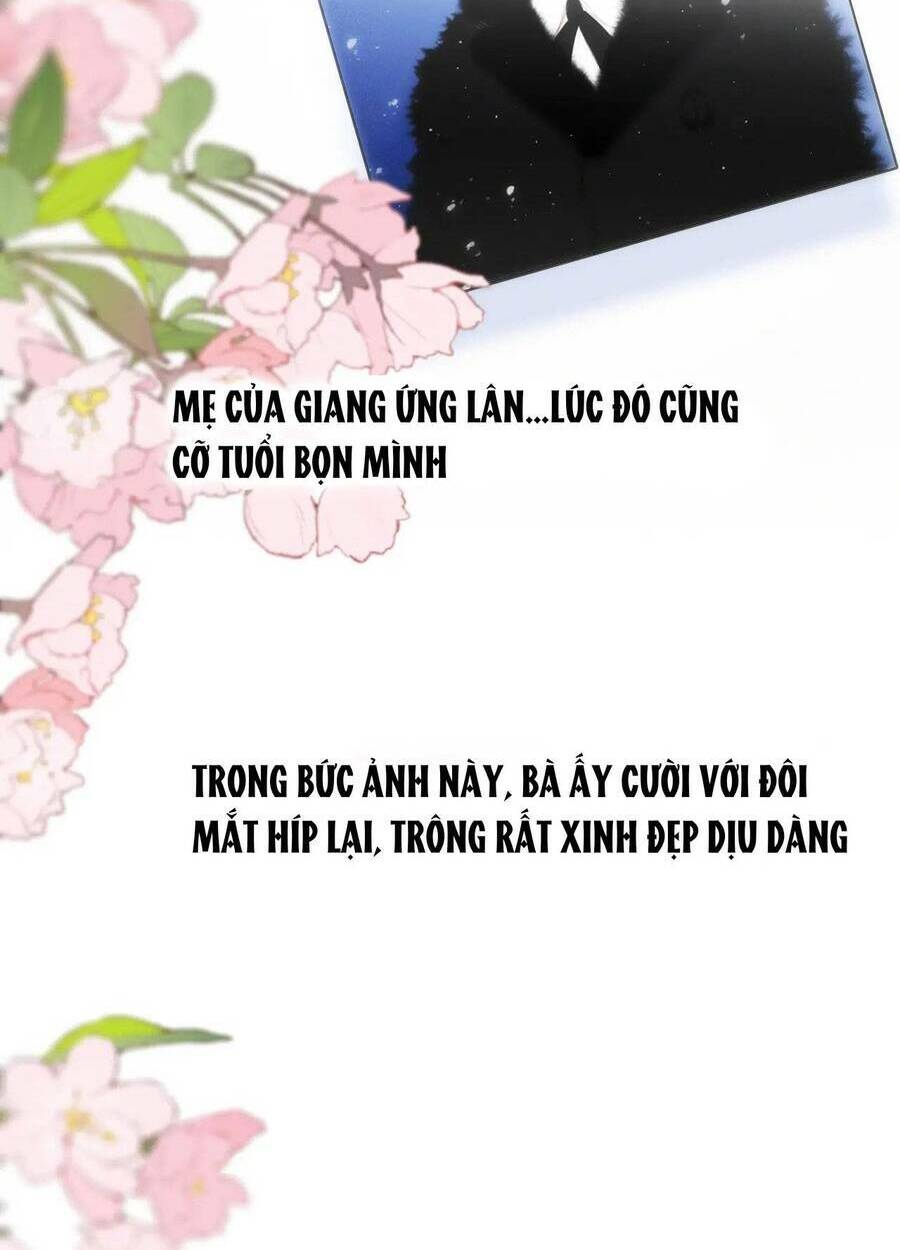 MẸ CỦA GIANG ỨNG LÂN...LÚC ĐÓ CŨNG
CỠ TUỔI BỌN MÌNH
TRONG BỨC ẢNH NÀY, BÀ ẤY CƯỜI VỚI ĐÔI
MẮT HÍP LẠI, TRÔNG RẤT XINH ĐẸP DỊU DÀNG